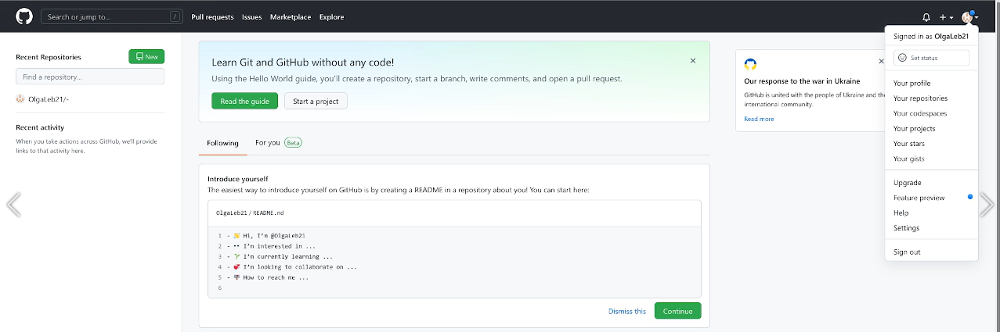 Search or jump to...
/
Pull requests
Issues
Marketplace
Explore
Recent Repositories
New
Find a repository...
OlgaLeb21/-
Recent activity
When you take actions across GitHub, we'll provide
links to that activity here.
Learn Git and GitHub without any code!
Using the Hello World guide, you'll create a repository, start a branch, write comments, and open a pull request.
Read the guide
Start a project
Following
For you
Beta
Introduce yourself
The easiest way to introduce yourself on GitHub is by creating a README in a repository about you! You can start here:
OlgaLeb21 / README.md
1 - 👋 Hi, I'm @OlgaLeb21
2 - 👀 I'm interested in ...
3 - 🌱 I'm currently learning ...
4 - 💞️ I'm looking to collaborate on ...
5 - 📫 How to reach me ...
6
Dismiss this
Continue
Our response to the war in Ukraine
GitHub is united with the people of Ukraine and the
international community.
Read more
Signed in as OlgaLeb21
Set status
Your profile
Your repositories
Your codespaces
Your projects
Your stars
Your gists
Upgrade
Feature preview
Help
Settings
Sign out